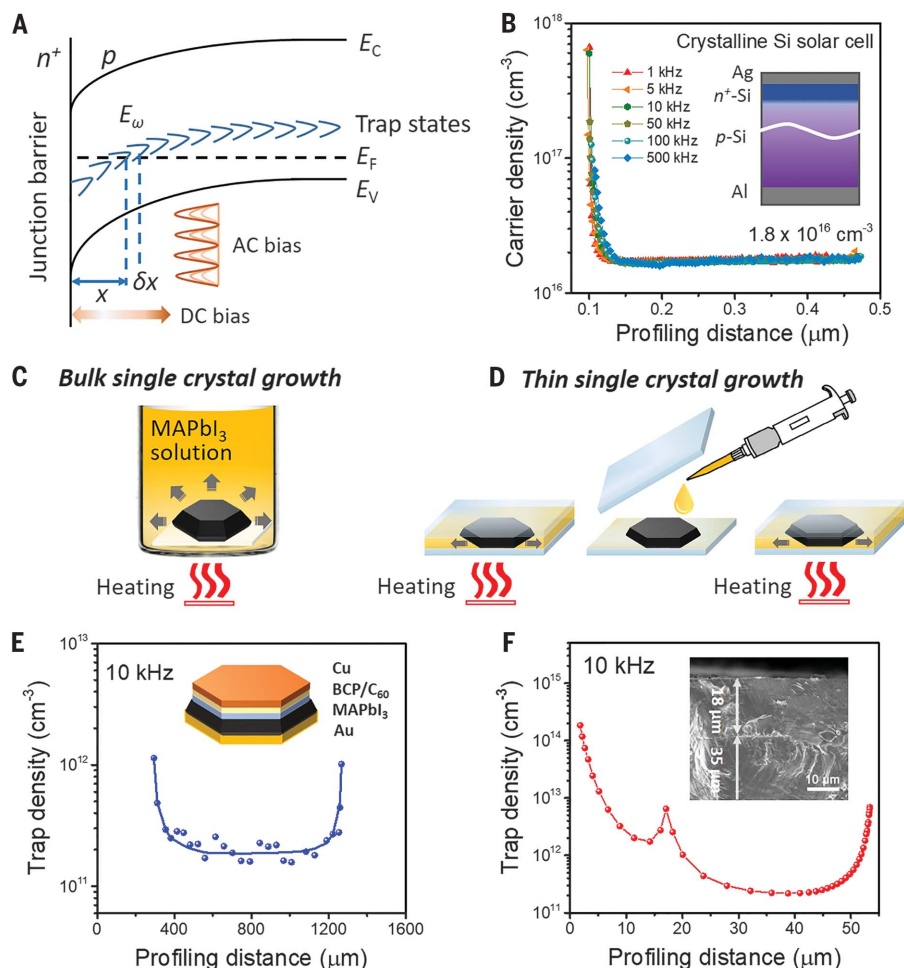 A
n⁺
p
E_C
E_ω
Trap states
E_F
E_V
Junction barrier
AC bias
x
δx
DC bias
B
Crystalline Si solar cell
1 kHz
5 kHz
10 kHz
50 kHz
100 kHz
500 kHz
Ag
n⁺-Si
p-Si
Al
1.8 x 10¹⁶ cm⁻³
Carrier density (cm⁻³)
10¹⁸
10¹⁷
10¹⁶
0.1 0.2 0.3 0.4 0.5
Profiling distance (μm)
C Bulk single crystal growth
MAPbI₃
solution
Heating
D Thin single crystal growth
Heating
Heating
E
10 kHz
Cu
BCP/C₆₀
MAPbI₃
Au
Trap density (cm⁻³)
10¹³
10¹²
10¹¹
0 400 800 1200 1600
Profiling distance (μm)
F
10 kHz
18 μm
35 μm
10 μm
Trap density (cm⁻³)
10¹⁵
10¹⁴
10¹³
10¹²
10¹¹
0 10 20 30 40 50
Profiling distance (μm)